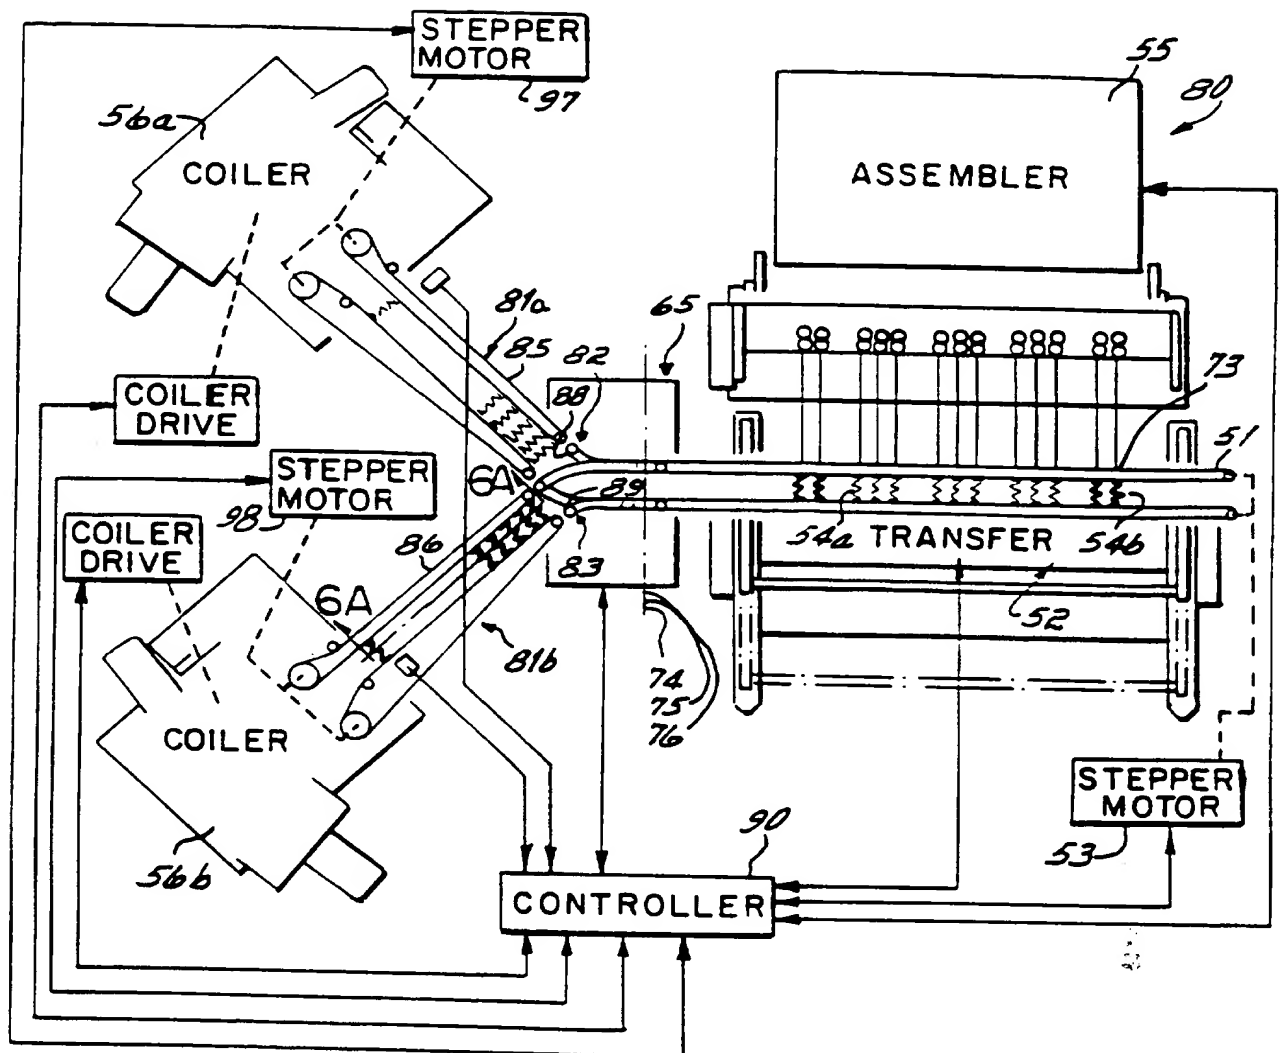 STEPPER
MOTOR
97
55
80
56a
COILER
ASSEMBLER
81a
85
82
65
88
73
COILER
DRIVE
STEPPER
MOTOR
98
6A
89
51
54a
TRANSFER
54b
COILER
DRIVE
86
83
6A
52
81b
74
75
76
COILER
STEPPER
MOTOR
53
56b
90
CONTROLLER